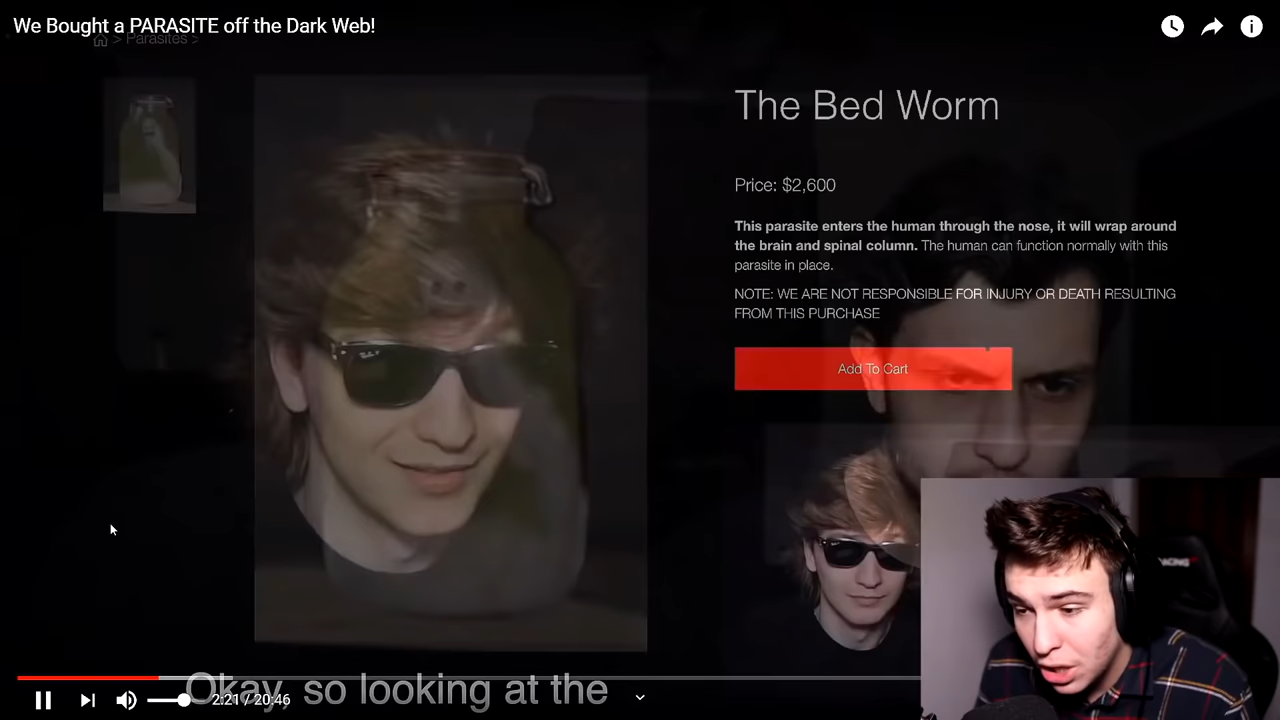 We Bought a PARASITE off the Dark Web!
> Parasites >
The Bed Worm
Price: $2,600
This parasite enters the human through the nose, it will wrap around
the brain and spinal column. The human can function normally with this
parasite in place.
NOTE: WE ARE NOT RESPONSIBLE FOR INJURY OR DEATH RESULTING
FROM THIS PURCHASE
Add To Cart
Okay, so looking at the
2:21 / 20:46